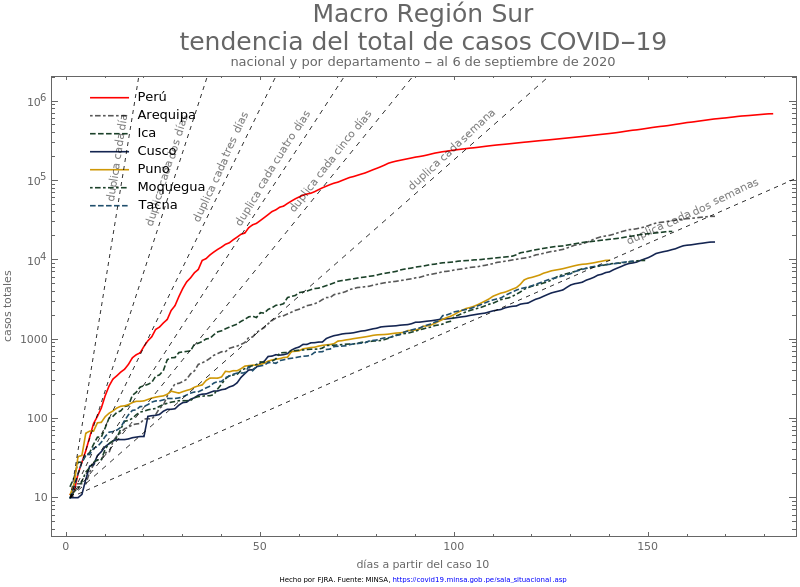 Macro Región Sur
tendencia del total de casos COVID−19
nacional y por departamento − al 6 de septiembre de 2020
Perú
Arequipa
Ica
Cusco
Puno
Moquegua
Tacna
duplica cada día
duplica cada dos días
duplica cada tres días
duplica cada cuatro días
duplica cada cinco días
duplica cada semana
duplica cada dos semanas
casos totales
10⁶
10⁵
10⁴
1000
100
10
0 50 100 150
días a partir del caso 10
Hecho por FJRA. Fuente: MINSA, https://covid19.minsa.gob.pe/sala_situacional.asp